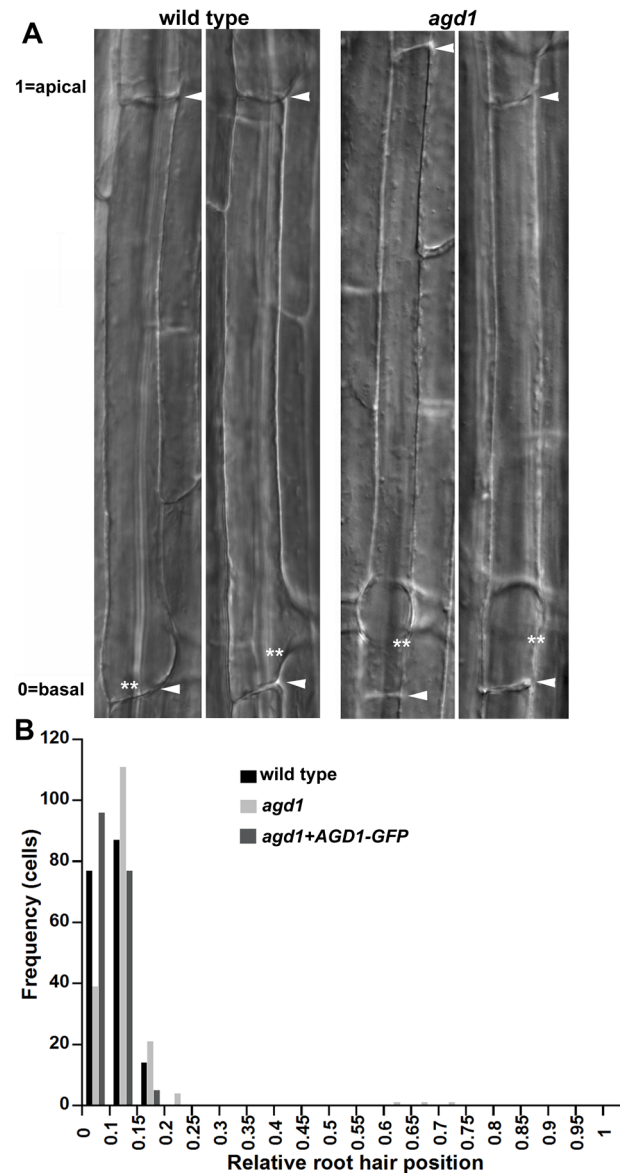 A
wild type
agd1
1=apical
**
**
**
**
0=basal
B
120
100
80
60
40
20
0
Frequency (cells)
wild type
agd1
agd1+AGD1-GFP
0
0.1
0.15
0.2
0.25
0.3
0.35
0.4
0.45
0.5
0.55
0.6
0.65
0.7
0.75
0.8
0.85
0.9
0.95
1
Relative root hair position